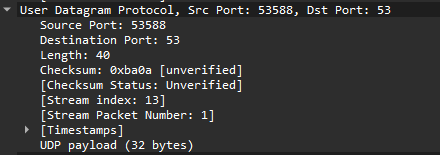 User Datagram Protocol, Src Port: 53588, Dst Port: 53
Source Port: 53588
Destination Port: 53
Length: 40
Checksum: 0xba0a [unverified]
[Checksum Status: Unverified]
[Stream index: 13]
[Stream Packet Number: 1]
[Timestamps]
UDP payload (32 bytes)